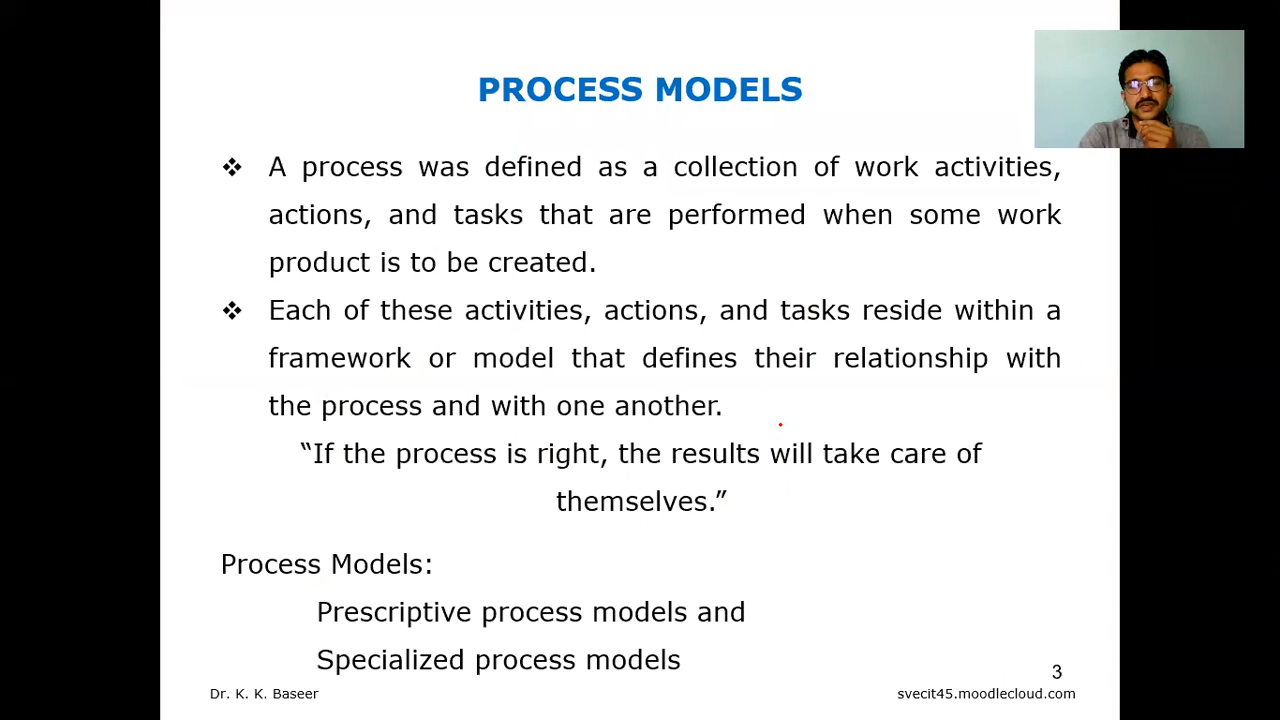 PROCESS MODELS
❖ A process was defined as a collection of work activities,
actions, and tasks that are performed when some work
product is to be created.
❖ Each of these activities, actions, and tasks reside within a
framework or model that defines their relationship with
the process and with one another.
“If the process is right, the results will take care of
themselves.”
Process Models:
Prescriptive process models and
Specialized process models
3
Dr. K. K. Baseer
svecit45.moodlecloud.com